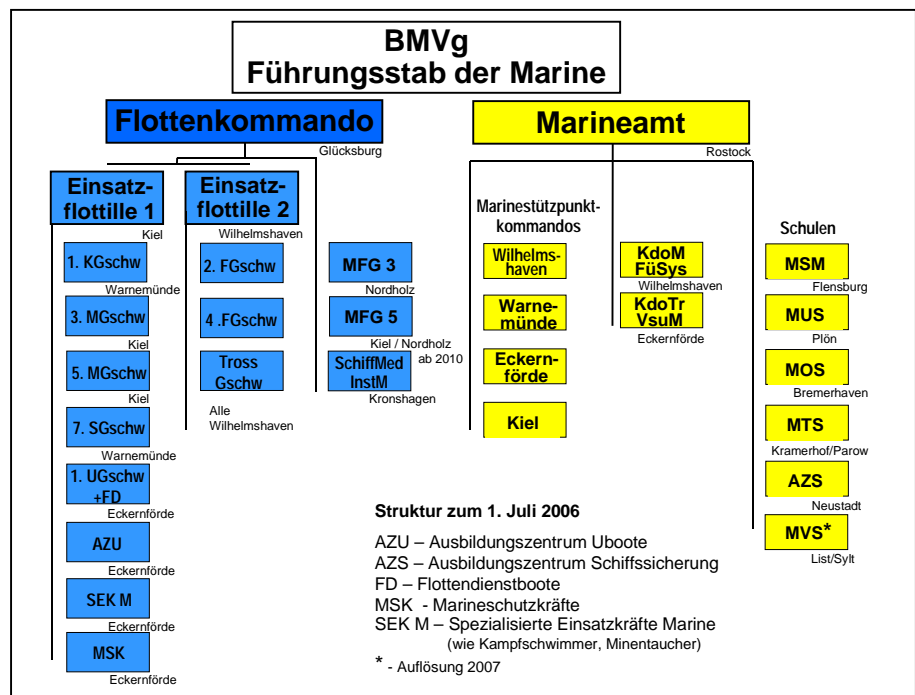 BMVg
Führungsstab der Marine
Flottenkommando
Glücksburg
Einsatz-
flottille 1
Kiel
1. KGschw
Warnemünde
3. MGschw
Kiel
5. MGschw
Kiel
7. SGschw
Warnemünde
1. UGschw
+FD
Eckernförde
AZU
Eckernförde
SEK M
Eckernförde
MSK
Eckernförde
Einsatz-
flottille 2
Wilhelmshaven
2. FGschw
4 .FGschw
Tross
Gschw
Alle
Wilhelmshaven
MFG 3
Nordholz
MFG 5
Kiel / Nordholz
ab 2010
SchiffMed
InstM
Kronshagen
Marineamt
Rostock
Marinestützpunkt-
kommandos
Wilhelms-
haven
Warne-
münde
Eckern-
förde
Kiel
KdoM
FüSys
Wilhelmshaven
KdoTr
VsuM
Eckernförde
Schulen
MSM
Flensburg
MUS
Plön
MOS
Bremerhaven
MTS
Kramerhof/Parow
AZS
Neustadt
MVS*
List/Sylt
Struktur zum 1. Juli 2006
AZU – Ausbildungszentrum Uboote
AZS – Ausbildungszentrum Schiffssicherung
FD – Flottendienstboote
MSK - Marineschutzkräfte
SEK M – Spezialisierte Einsatzkräfte Marine
(wie Kampfschwimmer, Minentaucher)
* - Auflösung 2007